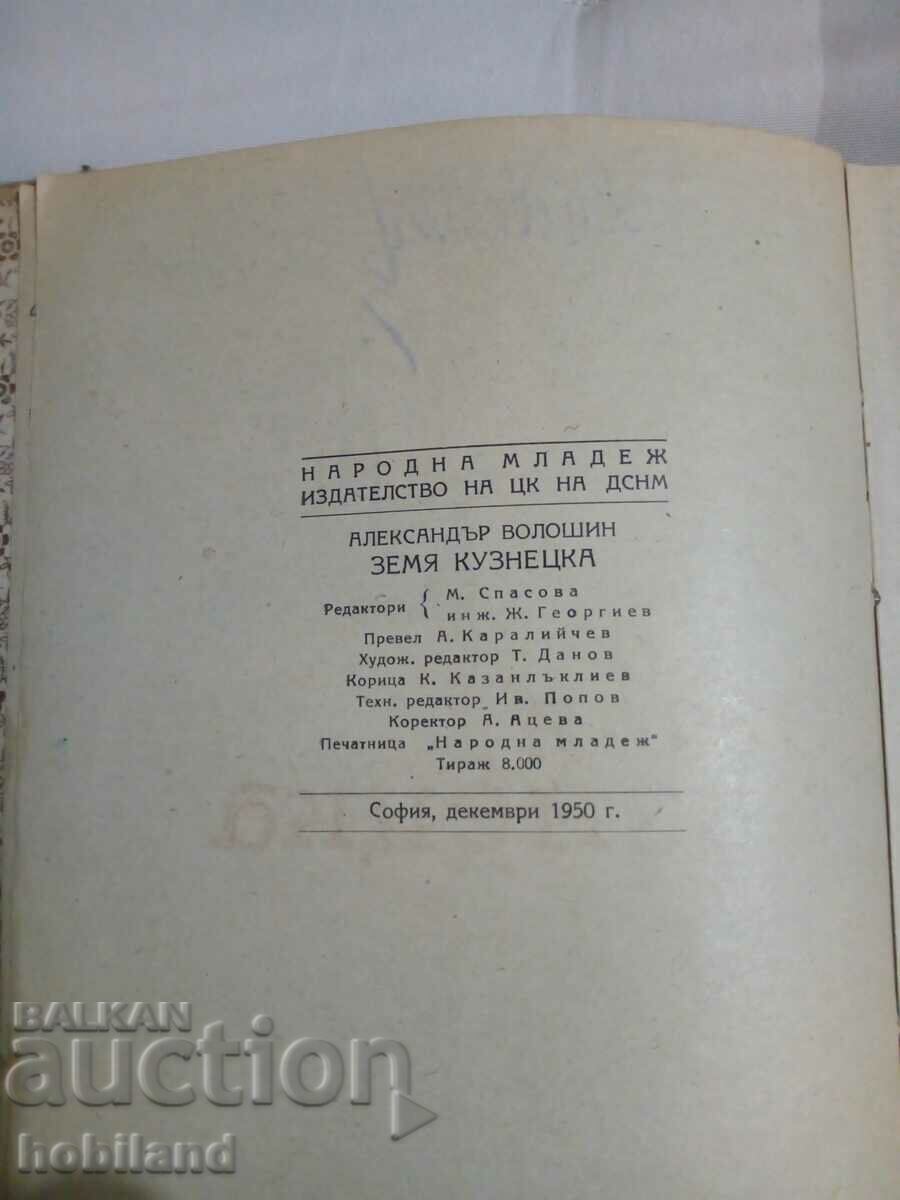 НАРОДНА МЛАДЕЖ
ИЗДАТЕЛСТВО НА ЦК НА ДСНМ
АЛЕКСАНДЪР ВОЛОШИН
ЗЕМЯ КУЗНЕЦКА
Редактори { М. Спасова
инж. Ж. Георгиев
Превел А. Каралийчев
Худож. редактор Т. Данов
Корица К. Казанлъклиев
Техн. редактор Ив. Попов
Коректор А. Ацева
Печатница „Народна младеж"
Тираж 8.000
София, декември 1950 г.
BALKAN
auction
hobiland